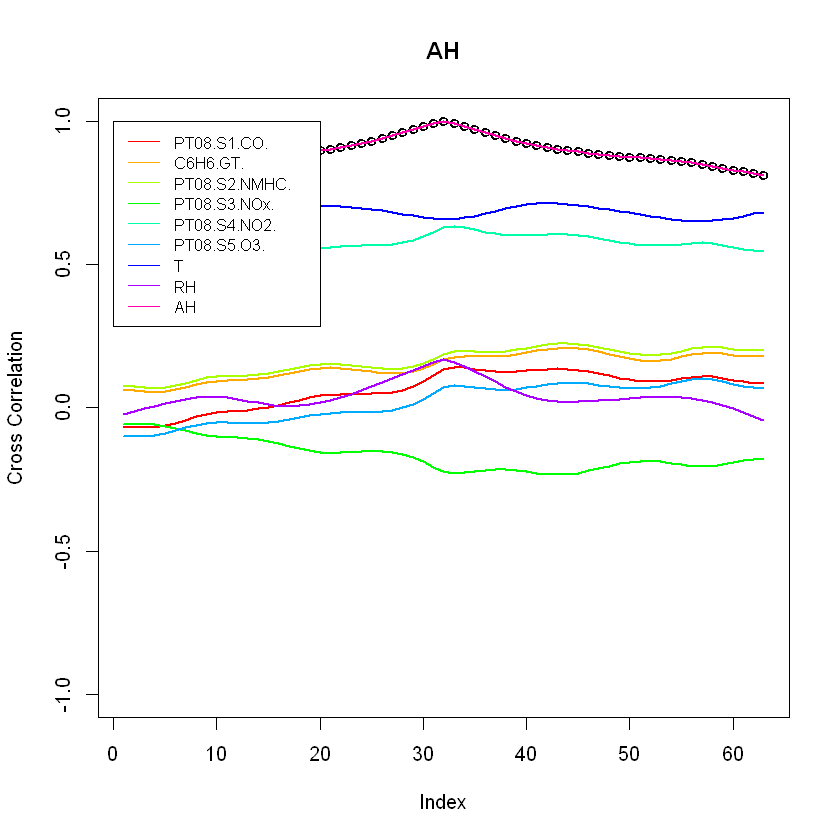 AH
PT08.S1.CO.
C6H6.GT.
PT08.S2.NMHC.
PT08.S3.NOx.
PT08.S4.NO2.
PT08.S5.O3.
T
RH
AH
1.0
0.5
0.0
-0.5
-1.0
Cross Correlation
0 10 20 30 40 50 60
Index